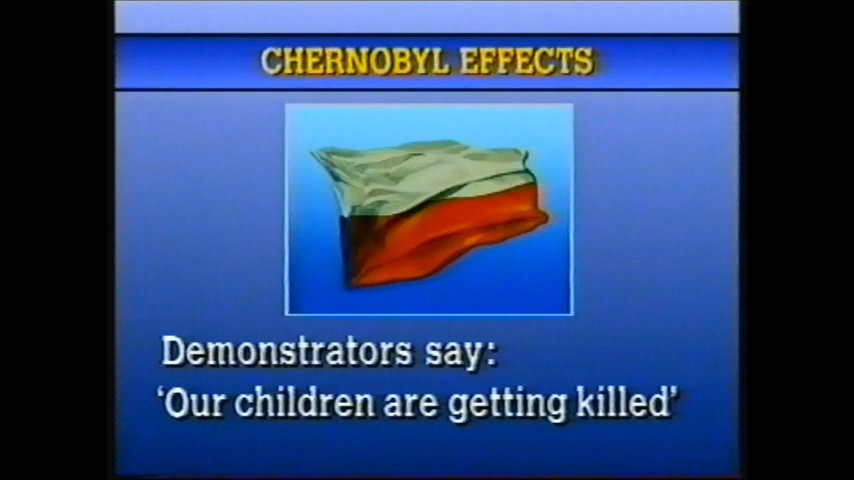 CHERNOBYL EFFECTS
Demonstrators say:
‘Our children are getting killed’